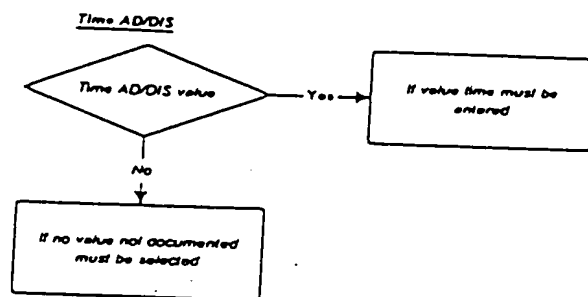 Time AD/DIS
Time AD/DIS value
Yes
If value time must be
entered
No
If no value not documented
must be selected